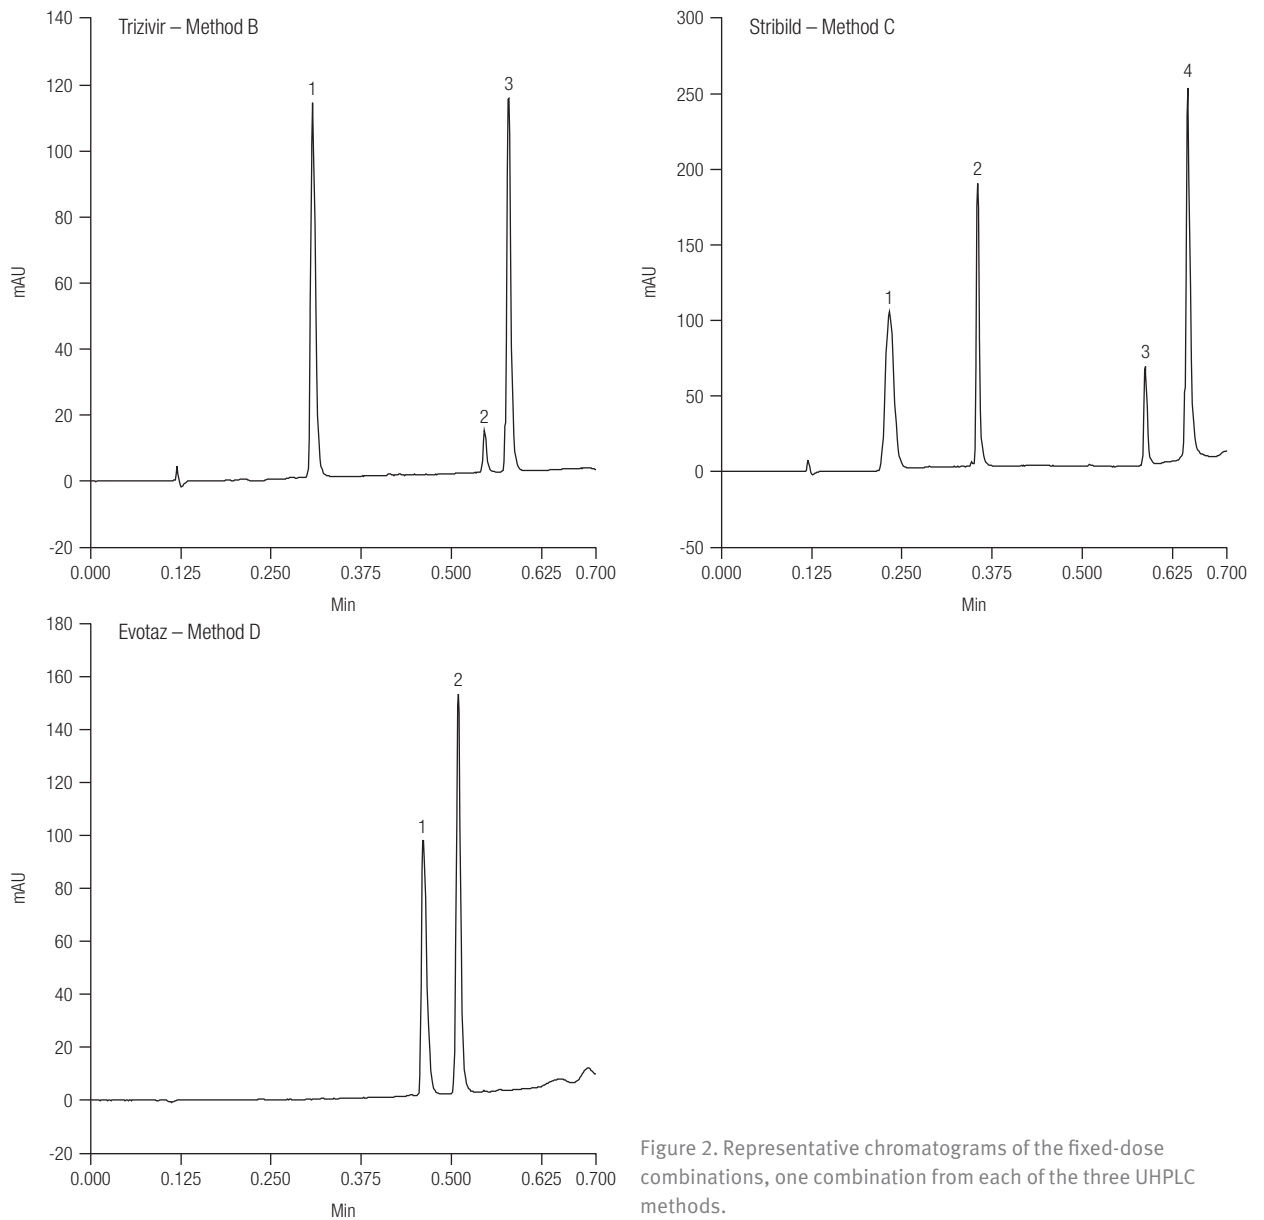 Trizivir – Method B
140
120
100
80
60
40
20
0
-20
mAU
1
2
3
0.000 0.125 0.250 0.375 0.500 0.625 0.700
Min
Stribild – Method C
300
250
200
150
100
50
0
-50
mAU
1
2
3
4
0.000 0.125 0.250 0.375 0.500 0.625 0.700
Min
Evotaz – Method D
180
160
140
120
100
80
60
40
20
0
-20
mAU
1
2
0.000 0.125 0.250 0.375 0.500 0.625 0.700
Min
Figure 2. Representative chromatograms of the fixed-dose
combinations, one combination from each of the three UHPLC
methods.